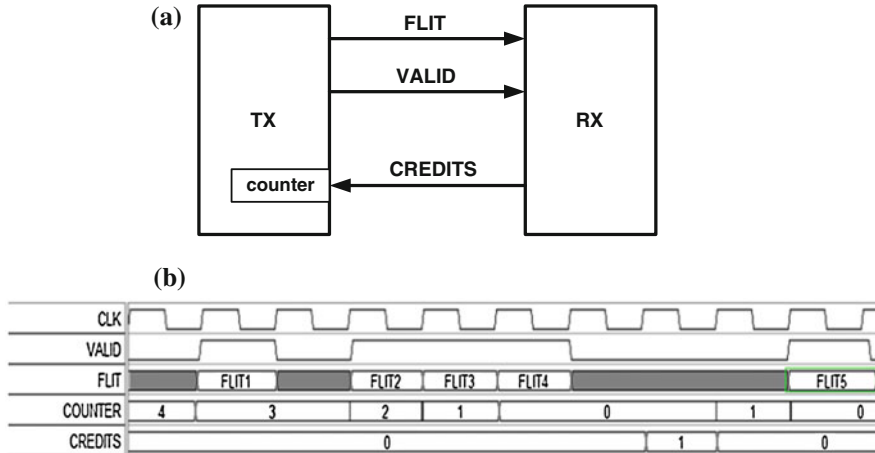 (a)
FLIT
VALID
TX
RX
CREDITS
counter
(b)
CLK
VALID
FLIT FLIT1 FLIT2 FLIT3 FLIT4 FLIT5
COUNTER 4 3 2 1 0 1 0
CREDITS 0 1 0